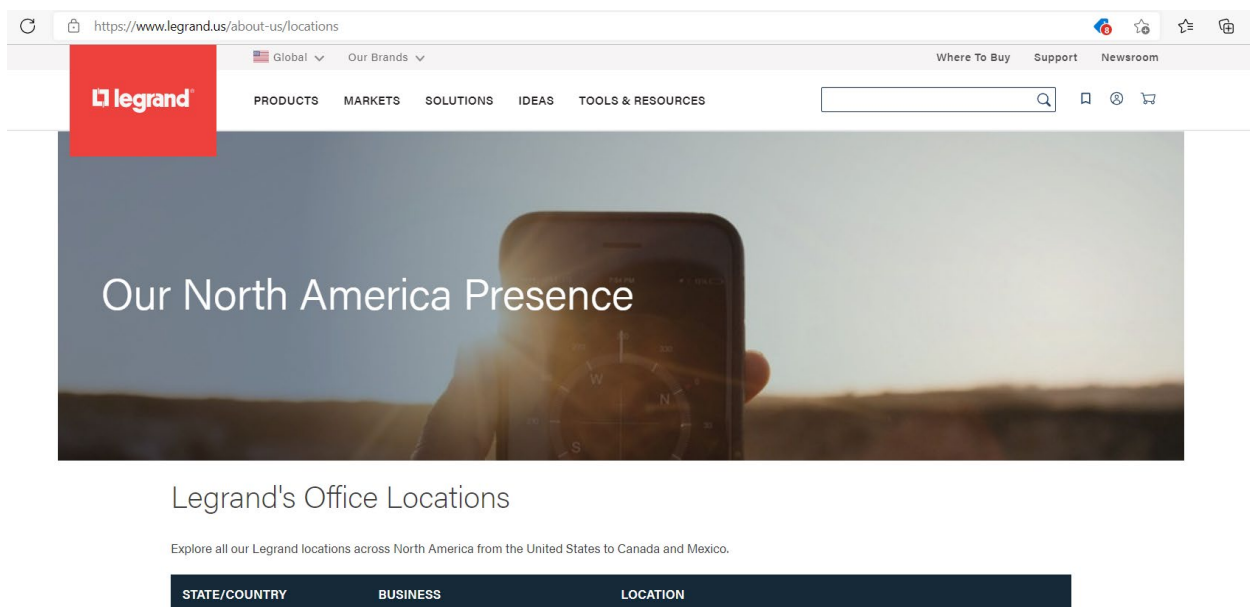 https://www.legrand.us/about-us/locations
8
Global Our Brands Where To Buy Support Newsroom
legrand®
PRODUCTS MARKETS SOLUTIONS IDEAS TOOLS & RESOURCES
Our North America Presence
W
N
S
Legrand's Office Locations
Explore all our Legrand locations across North America from the United States to Canada and Mexico.
STATE/COUNTRY BUSINESS LOCATION